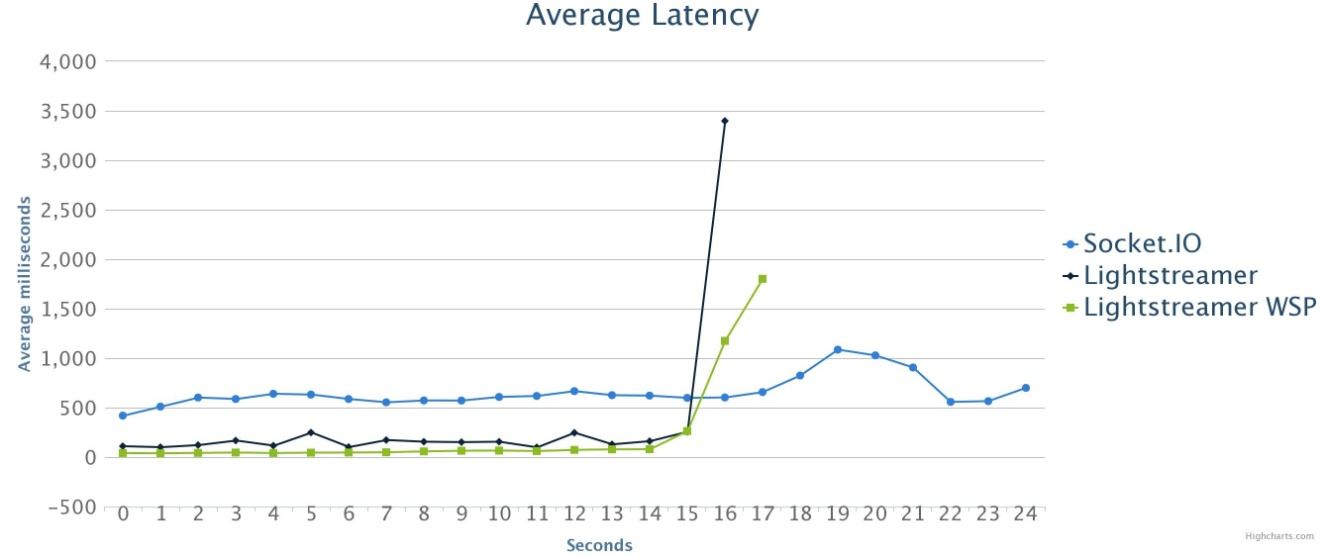 Average Latency
4,000
3,500
3,000
2,500
2,000
1,500
1,000
500
0
−500
Average milliseconds
0 1 2 3 4 5 6 7 8 9 10 11 12 13 14 15 16 17 18 19 20 21 22 23 24
Seconds
Socket.IO
Lightstreamer
Lightstreamer WSP
Highcharts.com